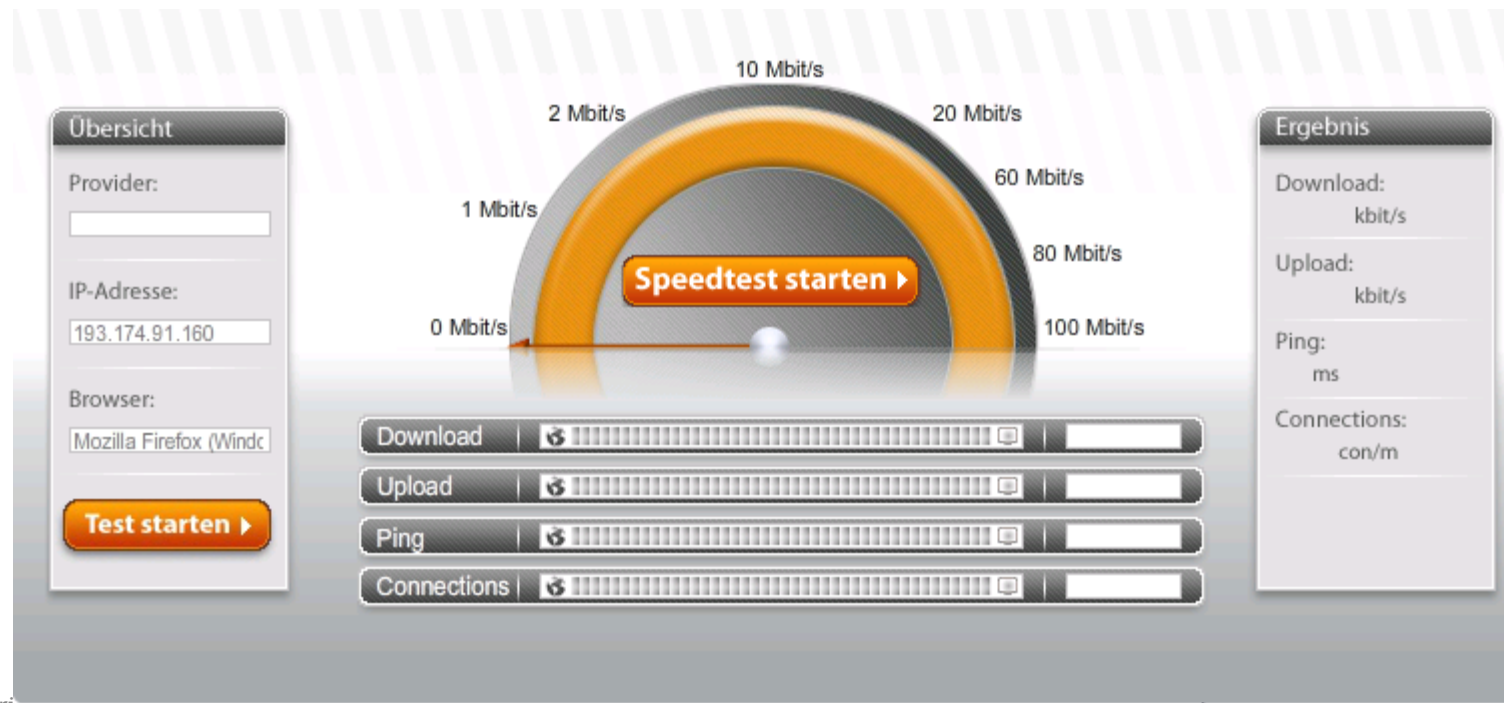 Übersicht
Provider:
IP-Adresse:
193.174.91.160
Browser:
Mozilla Firefox (Windo
Test starten
10 Mbit/s
2 Mbit/s
20 Mbit/s
60 Mbit/s
1 Mbit/s
80 Mbit/s
Speedtest starten
0 Mbit/s
100 Mbit/s
Download
Upload
Ping
Connections
Ergebnis
Download:
kbit/s
Upload:
kbit/s
Ping:
ms
Connections:
con/m